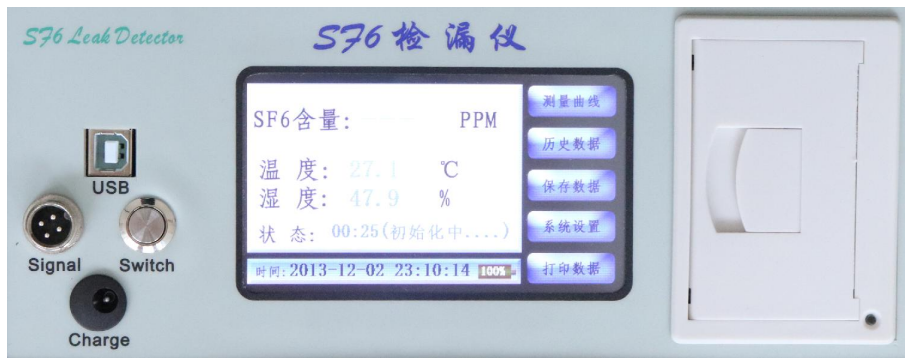 SF6 Leak Detector
SF6 检漏仪
SF6含量: PPM
温 度: 27.1 ℃
湿 度: 47.9 %
状 态: 00:25(初始化中....)
时间:2013-12-02 23:10:14 100%
测量曲线
历史数据
保存数据
系统设置
打印数据
USB
Signal
Switch
Charge